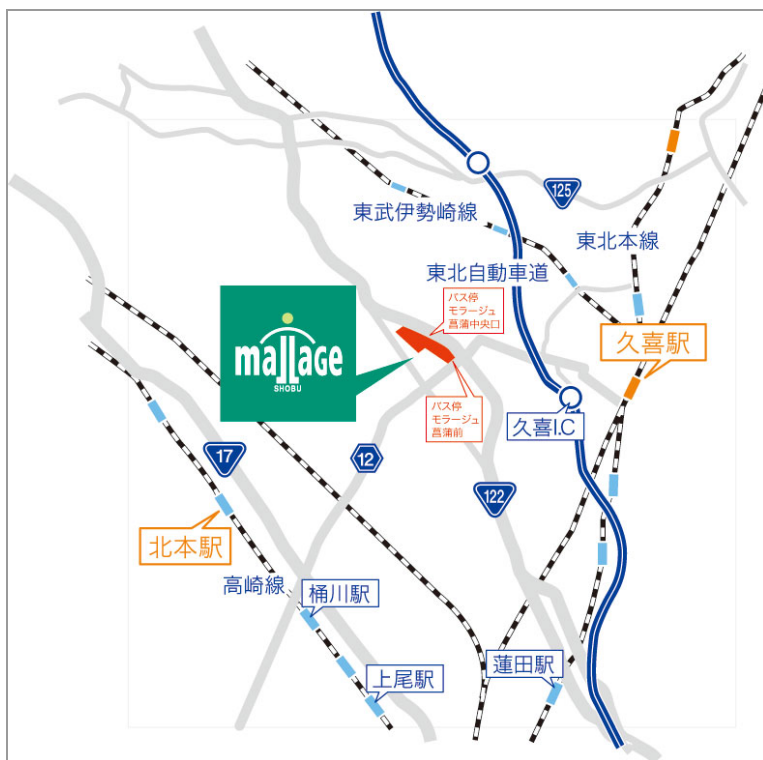 125
東武伊勢崎線
東北本線
東北自動車道
バス停
モラージュ
菖蒲中央口
mallage
SHOBU
久喜駅
バス停
モラージュ
菖蒲前
久喜I.C
17
12
122
北本駅
高崎線
桶川駅
蓮田駅
上尾駅